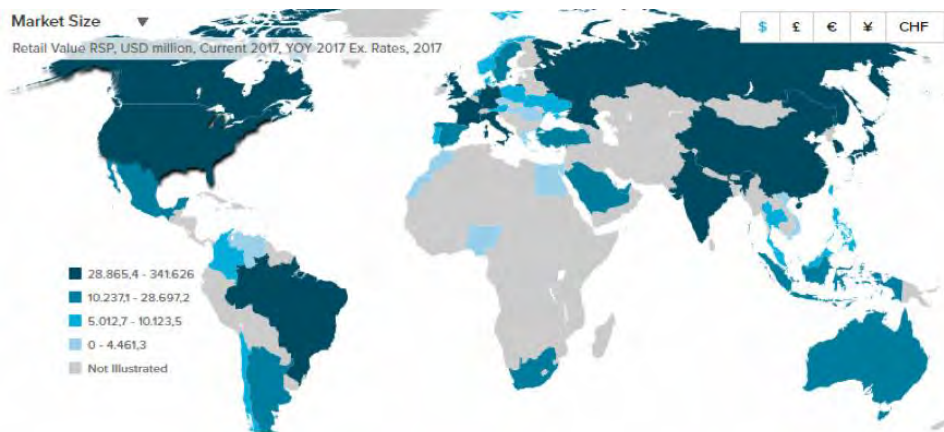 Market Size ▼
$ £ € ¥ CHF
Retail Value RSP, USD million, Current 2017, YOY 2017 Ex. Rates, 2017
28.865,4 - 341.626
10.237,1 - 28.697,2
5.012,7 - 10.123,5
0 - 4.461,3
Not Illustrated